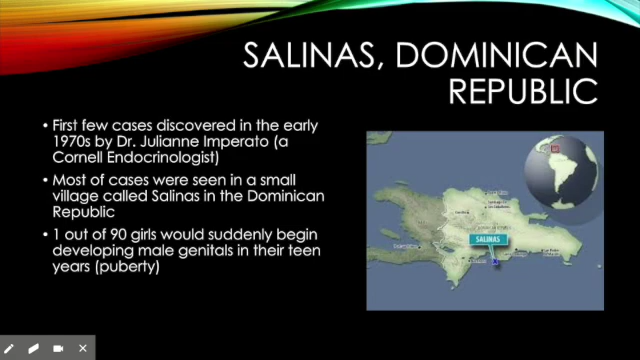 SALINAS, DOMINICAN
REPUBLIC
• First few cases discovered in the early
1970s by Dr. Julianne Imperato (a
Cornell Endocrinologist)
• Most of cases were seen in a small
village called Salinas in the Dominican
Republic
• 1 out of 90 girls would suddenly begin
developing male genitals in their teen
years (puberty)
SALINAS